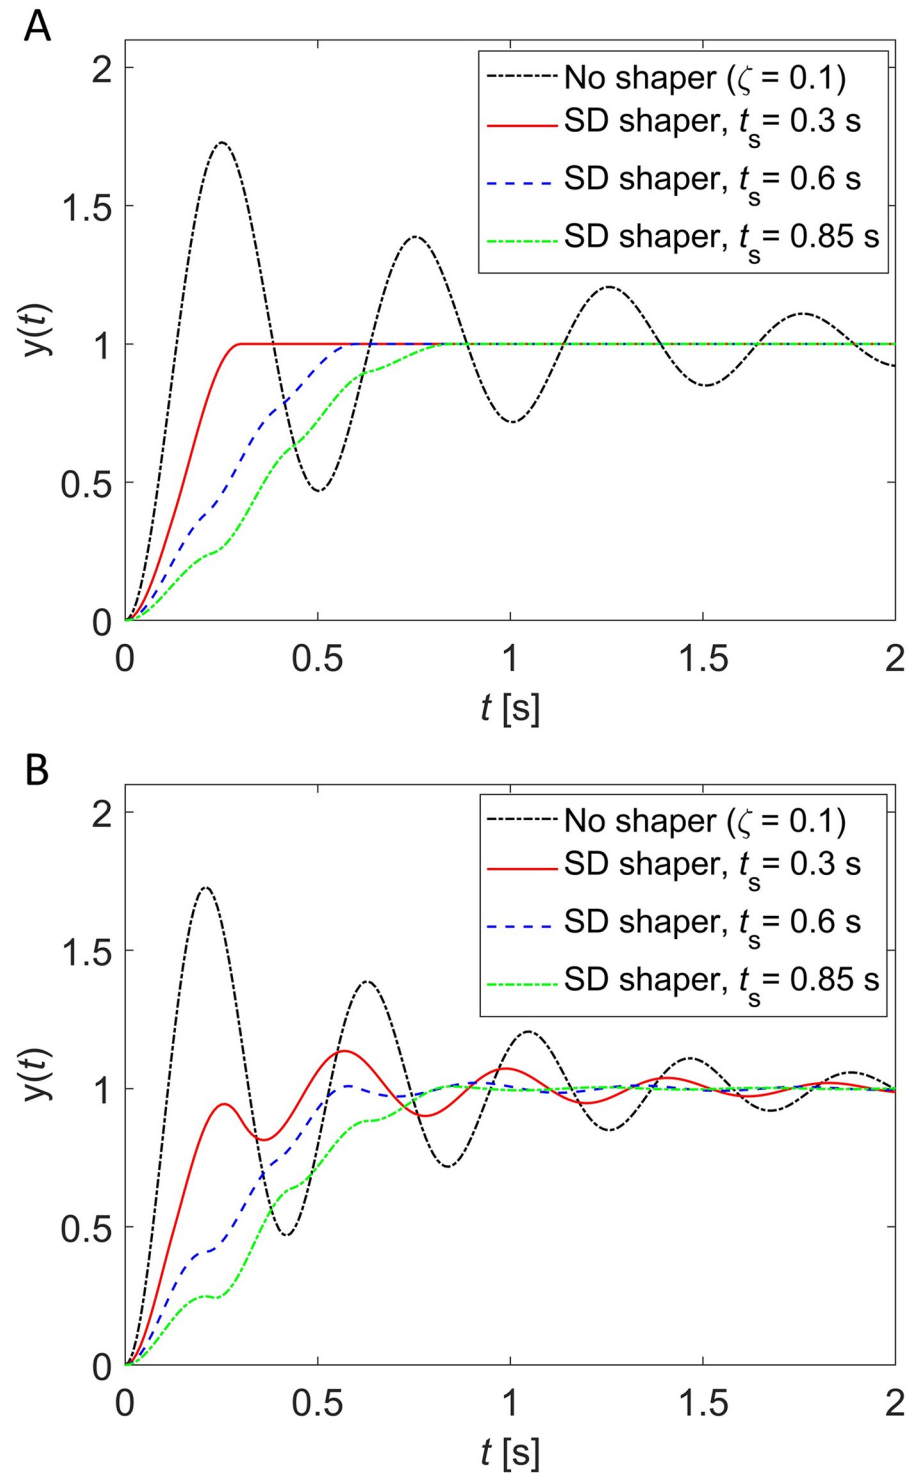 A
2
1.5
1
0.5
0
y(t)
No shaper (ζ = 0.1)
SD shaper, ts= 0.3 s
SD shaper, ts= 0.6 s
SD shaper, ts= 0.85 s
0 0.5 1 1.5 2
t [s]
B
2
1.5
1
0.5
0
y(t)
No shaper (ζ = 0.1)
SD shaper, ts= 0.3 s
SD shaper, ts= 0.6 s
SD shaper, ts= 0.85 s
0 0.5 1 1.5 2
t [s]